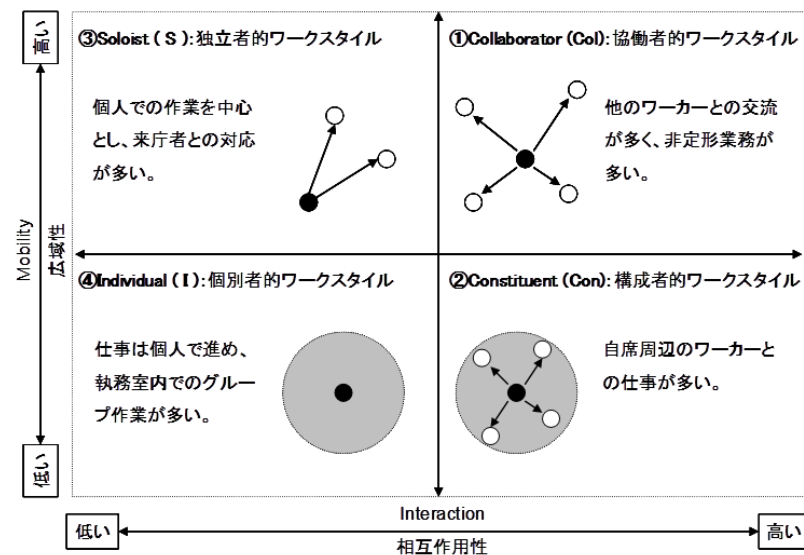 高い
③Soloist ( S ):独立者的ワークスタイル
個人での作業を中心
とし、来庁者との対応
が多い。
①Collaborator (Col):協働者的ワークスタイル
他のワーカーとの交流
が多く、非定形業務が
多い。
Mobility
広域性
④Individual ( I ):個別者的ワークスタイル
仕事は個人で進め、
執務室内でのグルー
プ作業が多い。
②Constituent (Con):構成者的ワークスタイル
自席周辺のワーカーと
の仕事が多い。
低い
低い
Interaction
相互作用性
高い